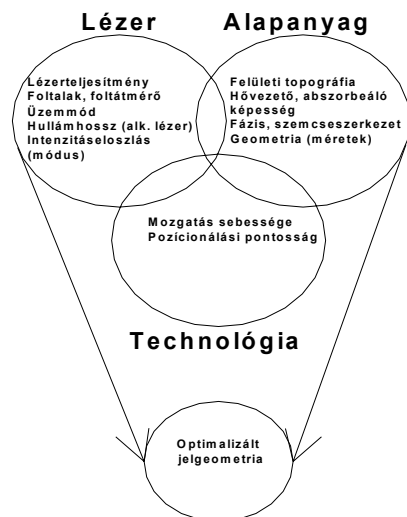 Lézer
Alapanyag
Lézerteljesítmény
Foltalak, foltátmérő
Üzemmód
Hullámhossz (alk. lézer)
Intenzitáseloszlás
(módus)
Felületi topográfia
Hővezető, abszorbeáló
képesség
Fázis, szemcseszerkezet
Geometria (méretek)
Mozgatás sebessége
Pozícionálási pontosság
Technológia
Optimalizált
jelgeometria